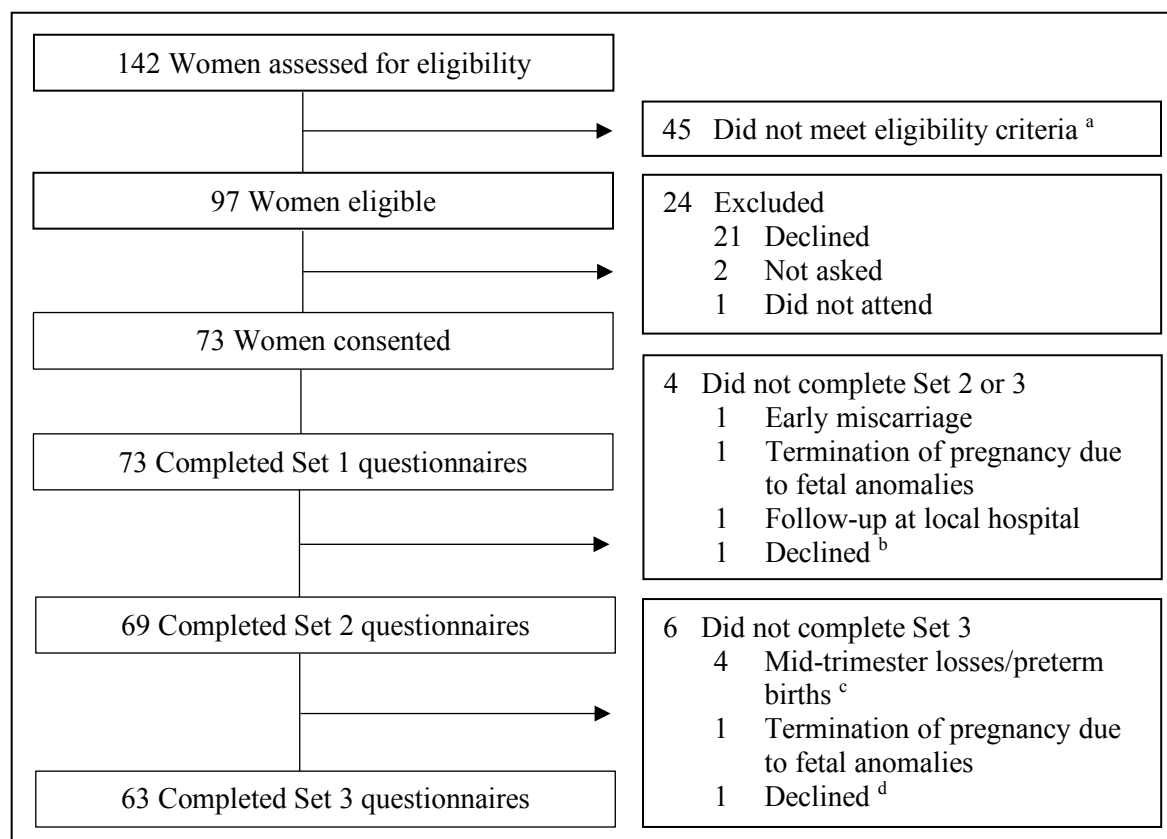 142 Women assessed for eligibility
45 Did not meet eligibility criteria a
97 Women eligible
24 Excluded
21 Declined
2 Not asked
1 Did not attend
73 Women consented
4 Did not complete Set 2 or 3
1 Early miscarriage
1 Termination of pregnancy due
to fetal anomalies
1 Follow-up at local hospital
1 Declined b
73 Completed Set 1 questionnaires
69 Completed Set 2 questionnaires
6 Did not complete Set 3
4 Mid-trimester losses/preterm
births c
1 Termination of pregnancy due
to fetal anomalies
1 Declined d
63 Completed Set 3 questionnaires